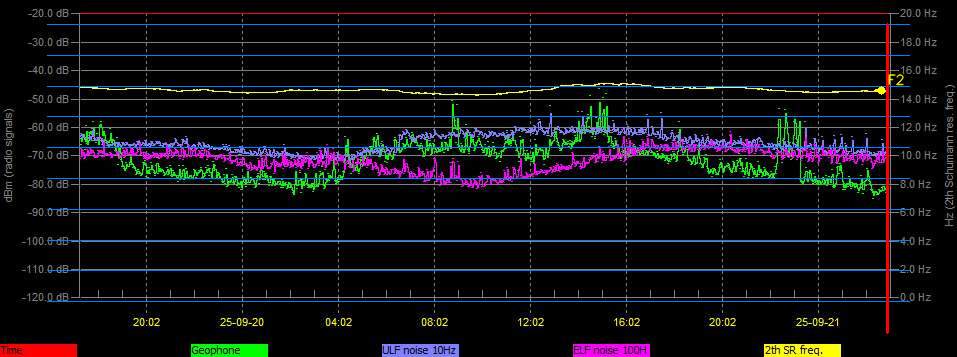 -20.0 dB 20.0 Hz
-30.0 dB 18.0 Hz
-40.0 dB 16.0 Hz
F2
-50.0 dB 14.0 Hz
-60.0 dB 12.0 Hz
-70.0 dB 10.0 Hz
-80.0 dB 8.0 Hz
-90.0 dB 6.0 Hz
-100.0 dB 4.0 Hz
-110.0 dB 2.0 Hz
-120.0 dB 0.0 Hz
dBm (radio signals)
Hz (2th Schumann res. freq.)
20:02 25-09-20 04:02 08:02 12:02 16:02 20:02 25-09-21
Time Geophone ULF noise 10Hz ELF noise 100H 2th SR freq.